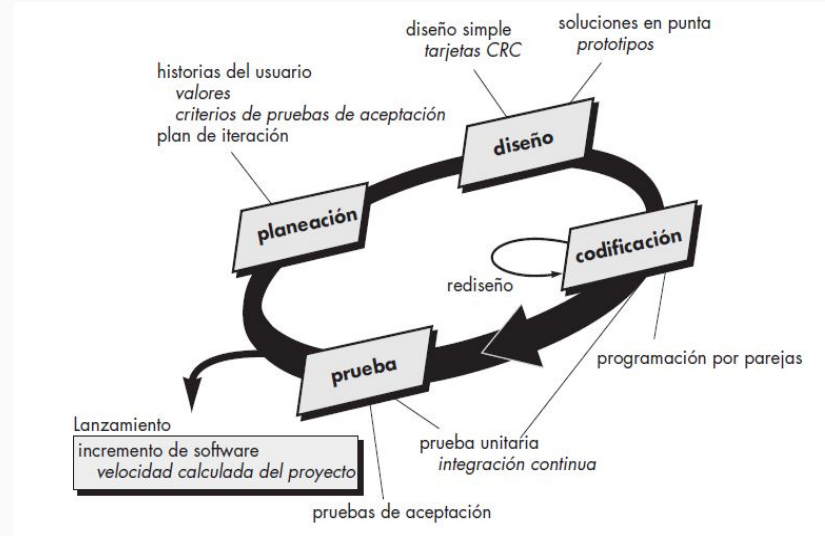 diseño simple
tarjetas CRC
soluciones en punta
prototipos
historias del usuario
valores
criterios de pruebas de aceptación
plan de iteración
diseño
planeación
codificación
rediseño
prueba
programación por parejas
Lanzamiento
incremento de software
velocidad calculada del proyecto
prueba unitaria
integración continua
pruebas de aceptación